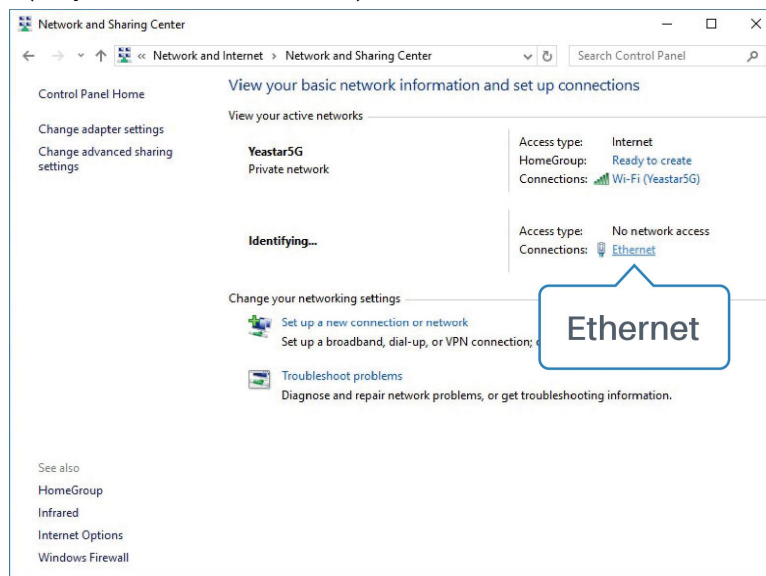 Network and Sharing Center
« Network and Internet › Network and Sharing Center
Search Control Panel
Control Panel Home
Change adapter settings
Change advanced sharing
settings
View your basic network information and set up connections
View your active networks
Yeastar5G
Private network
Access type: Internet
HomeGroup: Ready to create
Connections: Wi-Fi (Yeastar5G)
Identifying...
Access type: No network access
Connections: Ethernet
Ethernet
Change your networking settings
Set up a new connection or network
Set up a broadband, dial-up, or VPN connection;
Troubleshoot problems
Diagnose and repair network problems, or get troubleshooting information.
See also
HomeGroup
Infrared
Internet Options
Windows Firewall